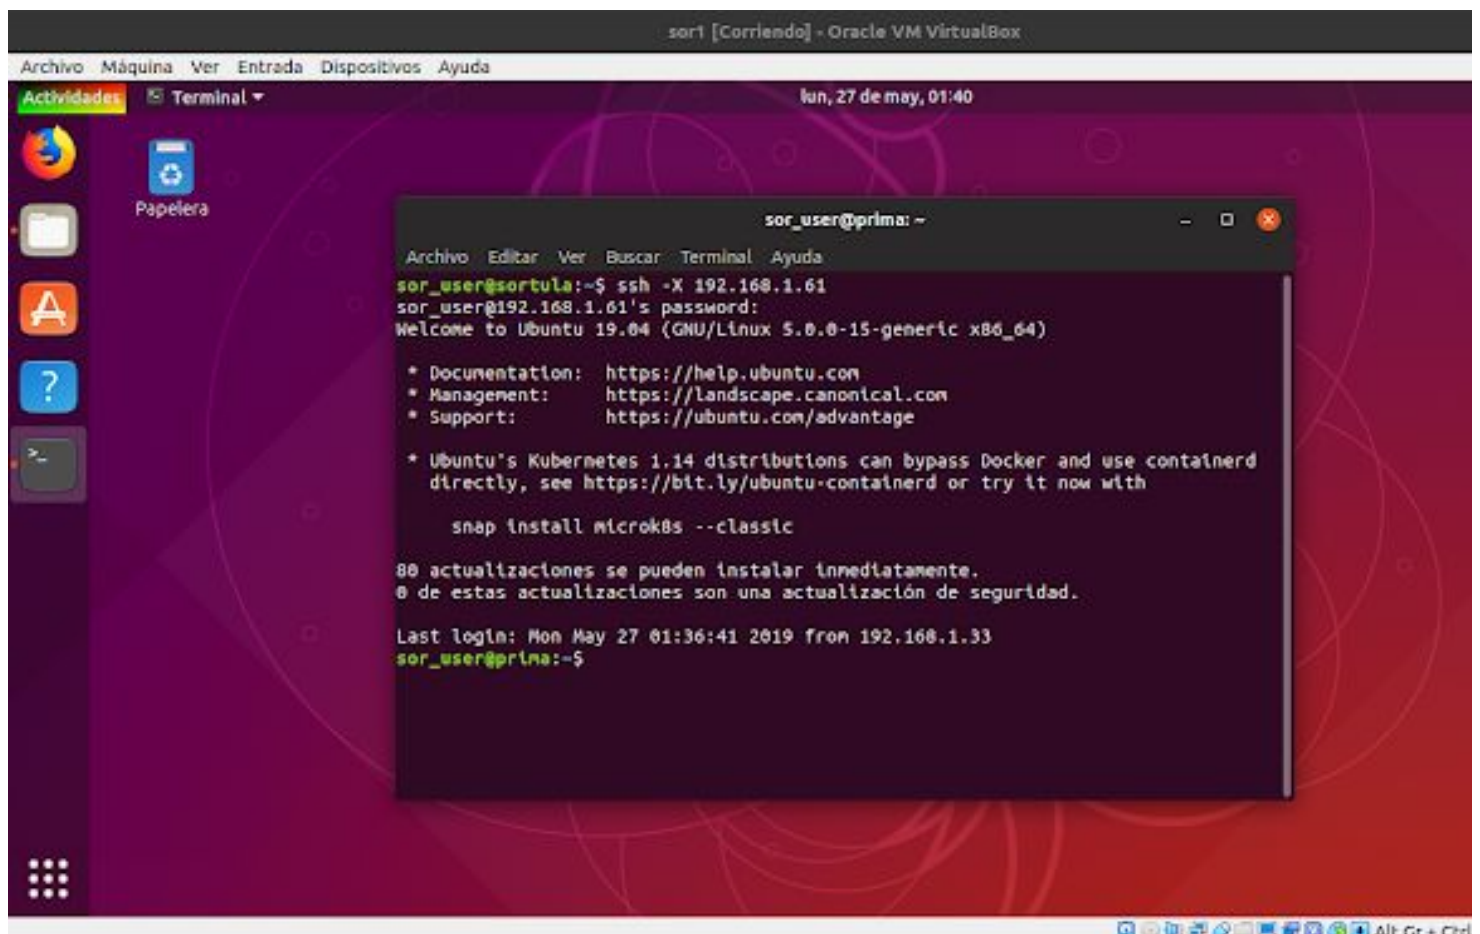 sor1 [Corriendo] - Oracle VM VirtualBox
Archivo Máquina Ver Entrada Dispositivos Ayuda
Actividades Terminal lun, 27 de may, 01:40
Papelera
sor_user@prima: ~
Archivo Editar Ver Buscar Terminal Ayuda
sor_user@sortula:~$ ssh -X 192.168.1.61
sor_user@192.168.1.61's password:
Welcome to Ubuntu 19.04 (GNU/Linux 5.0.0-15-generic x86_64)
* Documentation: https://help.ubuntu.com
* Management: https://landscape.canonical.com
* Support: https://ubuntu.com/advantage
* Ubuntu's Kubernetes 1.14 distributions can bypass Docker and use containerd
directly, see https://bit.ly/ubuntu-containerd or try it now with
snap install microk8s --classic
80 actualizaciones se pueden instalar inmediatamente.
0 de estas actualizaciones son una actualización de seguridad.
Last login: Mon May 27 01:36:41 2019 from 192.168.1.33
sor_user@prima:~$
Alt Gr + Ctrl